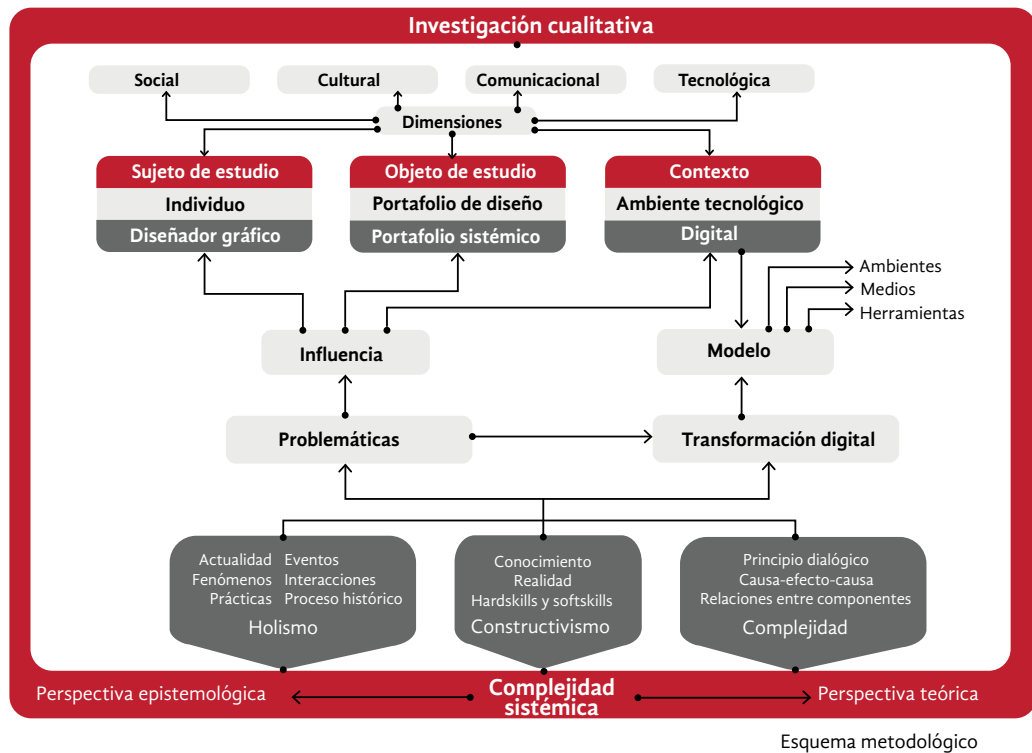 Investigación cualitativa
Social
Cultural
Comunicacional
Tecnológica
Dimensiones
Sujeto de estudio
Individuo
Diseñador gráfico
Objeto de estudio
Portafolio de diseño
Portafolio sistémico
Contexto
Ambiente tecnológico
Digital
Ambientes
Medios
Herramientas
Influencia
Modelo
Problemáticas
Transformación digital
Actualidad Eventos
Fenómenos Interacciones
Prácticas Proceso histórico
Holismo
Conocimiento
Realidad
Hardskills y softskills
Constructivismo
Principio dialógico
Causa-efecto-causa
Relaciones entre componentes
Complejidad
Perspectiva epistemológica
Complejidad
sistémica
Perspectiva teórica
Esquema metodológico